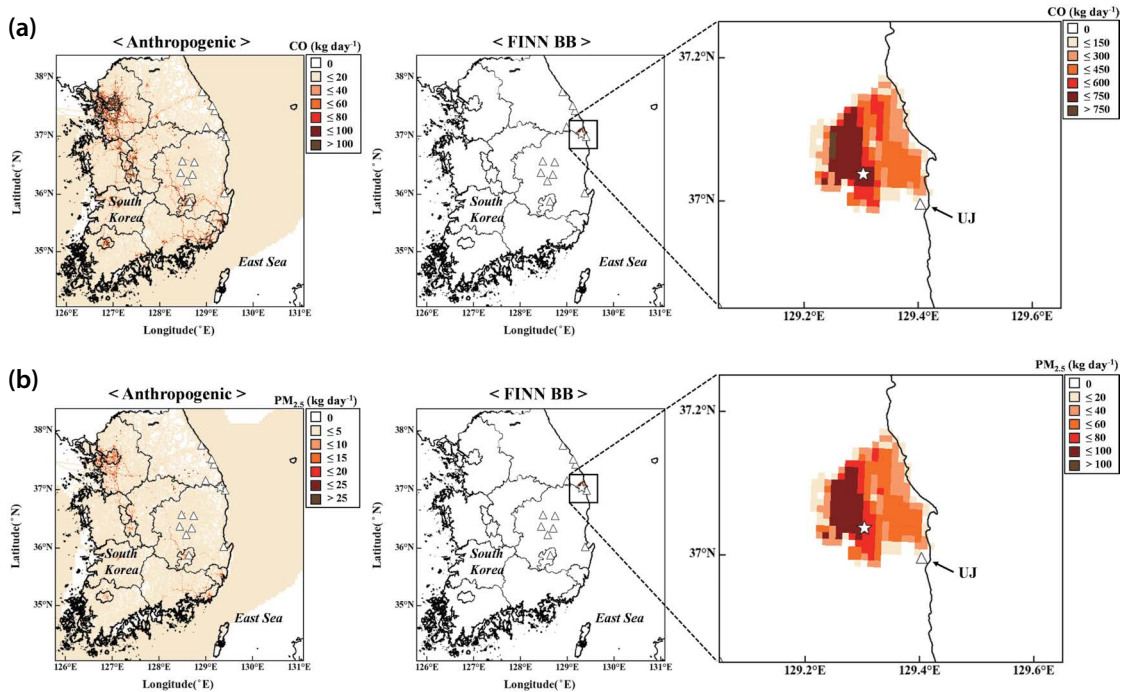 (a)
< Anthropogenic >
CO (kg day⁻¹)
0
≤ 20
≤ 40
≤ 60
≤ 80
≤ 100
> 100
38°N
37°N
36°N
35°N
Latitude(°N)
South
Korea
East Sea
126°E 127°E 128°E 129°E 130°E 131°E
Longitude(°E)
< FINN BB >
38°N
37°N
36°N
35°N
Latitude(°N)
South
Korea
East Sea
126°E 127°E 128°E 129°E 130°E 131°E
Longitude(°E)
CO (kg day⁻¹)
0
≤ 150
≤ 300
≤ 450
≤ 600
≤ 750
> 750
37.2°N
37°N
UJ
129.2°E 129.4°E 129.6°E
(b)
< Anthropogenic >
PM₂.₅ (kg day⁻¹)
0
≤ 5
≤ 10
≤ 15
≤ 20
≤ 25
> 25
38°N
37°N
36°N
35°N
Latitude(°N)
South
Korea
East Sea
126°E 127°E 128°E 129°E 130°E 131°E
Longitude(°E)
< FINN BB >
38°N
37°N
36°N
35°N
Latitude(°N)
South
Korea
East Sea
126°E 127°E 128°E 129°E 130°E 131°E
Longitude(°E)
PM₂.₅ (kg day⁻¹)
0
≤ 20
≤ 40
≤ 60
≤ 80
≤ 100
> 100
37.2°N
37°N
UJ
129.2°E 129.4°E 129.6°E